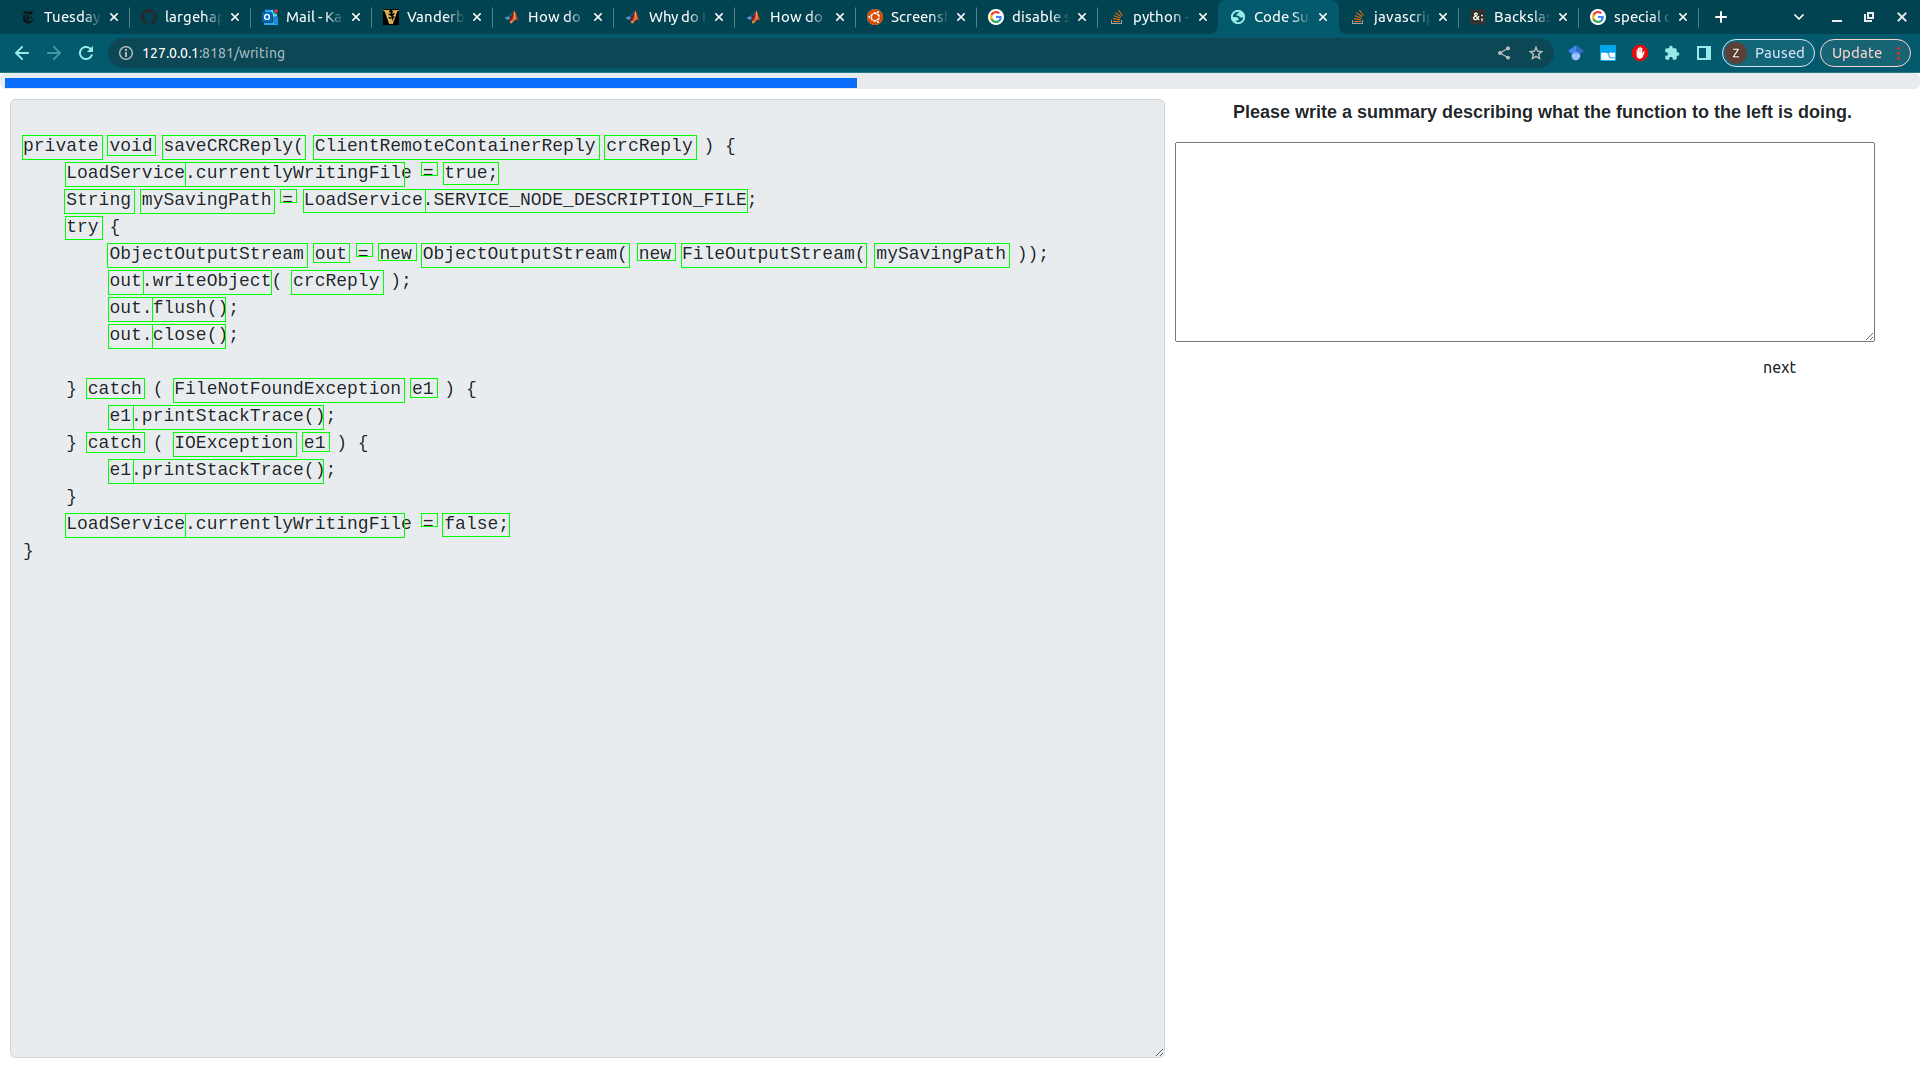 Tuesday
largehap
Mail - Ka
Vanderb
How do
Why do
How do
Screensh
disable s
python -
Code Su
javascrip
Backslas
special c
127.0.0.1:8181/writing
Z Paused
Update
private void saveCRCReply( ClientRemoteContainerReply crcReply ) {
LoadService.currentlyWritingFile = true;
String mySavingPath = LoadService.SERVICE_NODE_DESCRIPTION_FILE;
try {
ObjectOutputStream out = new ObjectOutputStream( new FileOutputStream( mySavingPath ));
out.writeObject( crcReply );
out.flush();
out.close();
} catch ( FileNotFoundException e1 ) {
e1.printStackTrace();
} catch ( IOException e1 ) {
e1.printStackTrace();
}
LoadService.currentlyWritingFile = false;
}
Please write a summary describing what the function to the left is doing.
next